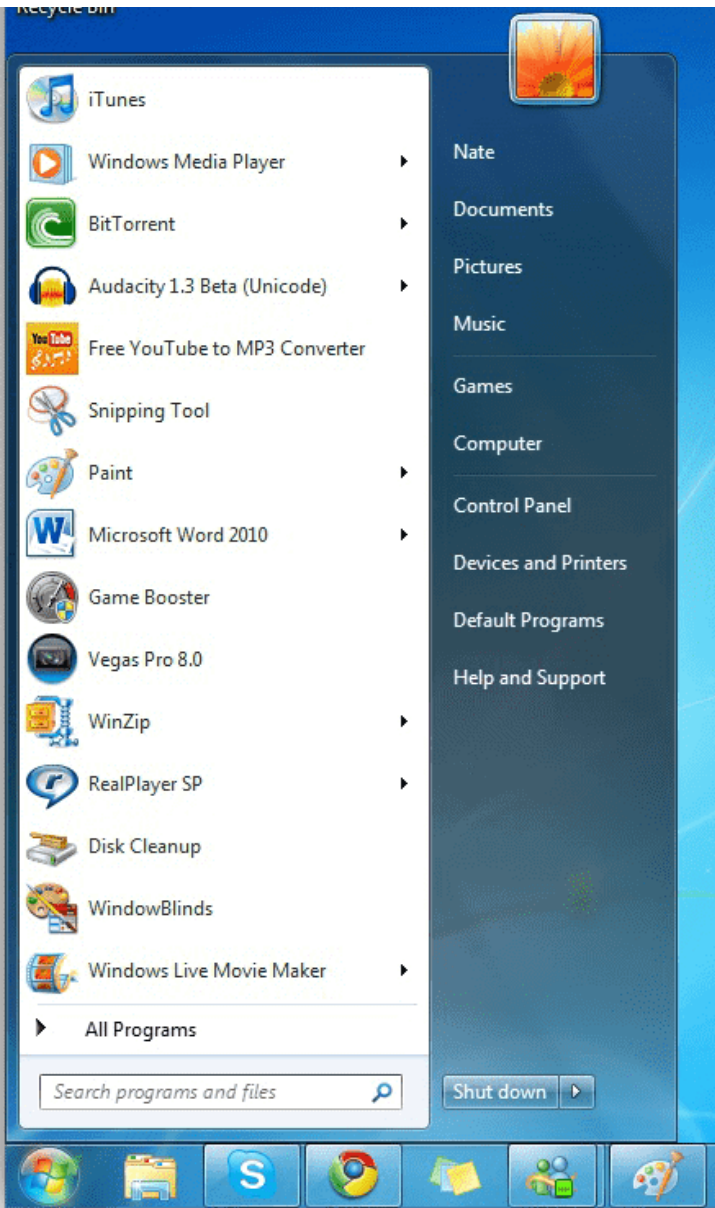 Recycle Bin
iTunes
Windows Media Player
BitTorrent
Audacity 1.3 Beta (Unicode)
You Tube
Free YouTube to MP3 Converter
Snipping Tool
Paint
W
Microsoft Word 2010
Game Booster
Vegas Pro 8.0
WinZip
r
RealPlayer SP
Disk Cleanup
WindowBlinds
Windows Live Movie Maker
All Programs
Search programs and files
Nate
Documents
Pictures
Music
Games
Computer
Control Panel
Devices and Printers
Default Programs
Help and Support
Shut down
S